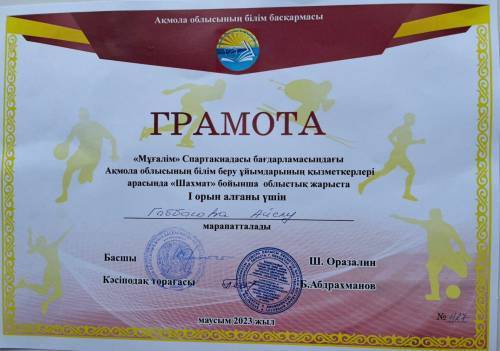 Ақмола облысының білім басқармасы
ГРАМОТА
«Мұғалім» Спартакиадасы бағдарламасындағы
Ақмола облысының білім беру ұйымдарының қызметкерлері
арасында «Шахмат» бойынша облыстық жарыста
І орын алғаны үшін
Айслу
марапатталады
Басшы Ш. Оразалин
Кәсіподақ төрағасы Б.Абдрахманов
маусым 2023 жыл
№